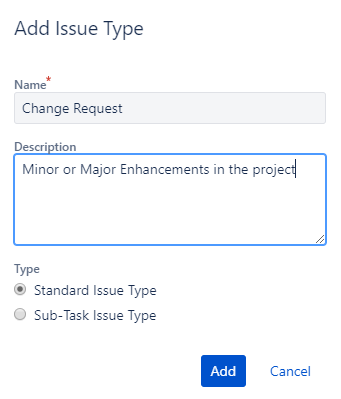 Add Issue Type
Name*
Change Request
Description
Minor or Major Enhancements in the project
Type
Standard Issue Type
Sub-Task Issue Type
Add Cancel